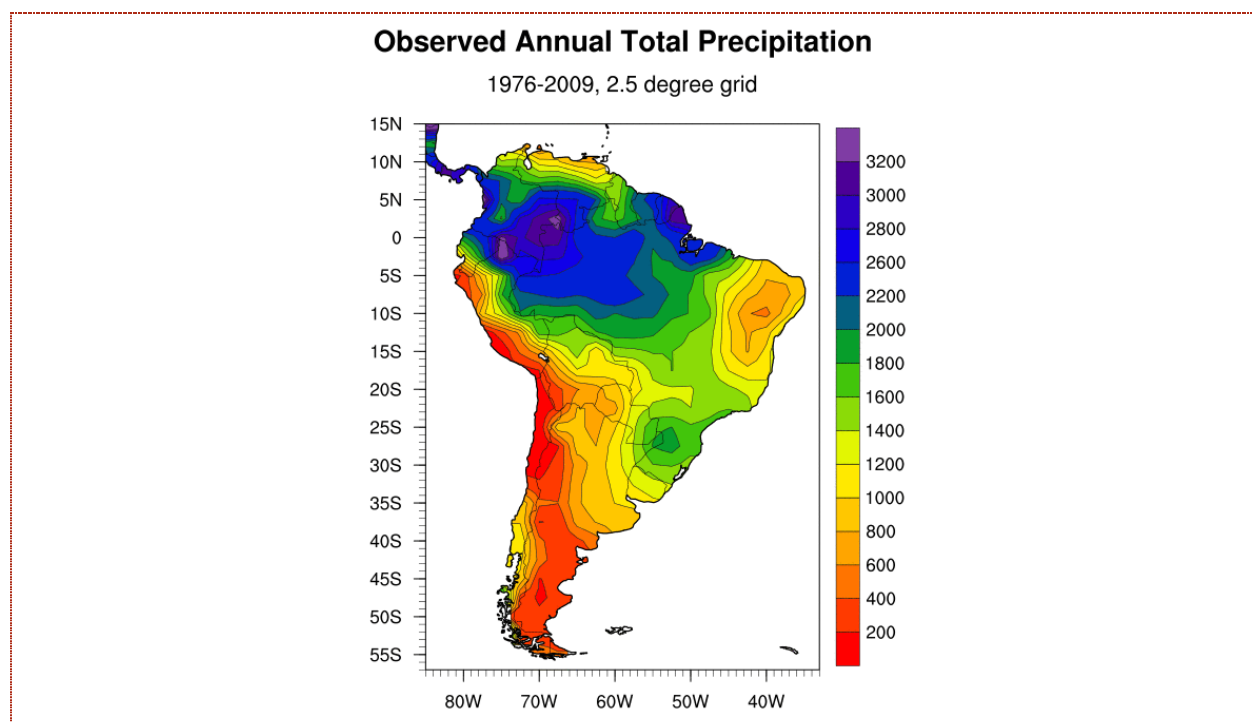 Observed Annual Total Precipitation
1976-2009, 2.5 degree grid
15N
10N
5N
0
5S
10S
15S
20S
25S
30S
35S
40S
45S
50S
55S
80W
70W
60W
50W
40W
3200
3000
2800
2600
2200
2000
1800
1600
1400
1200
1000
800
600
400
200